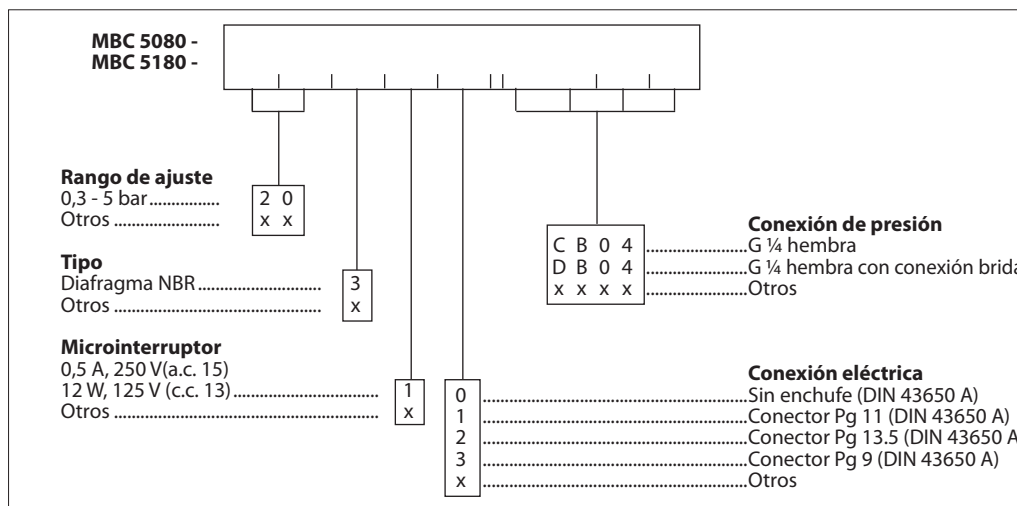 MBC 5080 -
MBC 5180 -
Rango de ajuste
0,3 - 5 bar................ 2 0
Otros ........................ x x
Tipo
Diafragma NBR ............................ 3
Otros ................................................ x
Microinterruptor
0,5 A, 250 V(a.c. 15)
12 W, 125 V (c.c. 13) .................................. 1
Otros ............................................................. x
Conexión de presión
C B 0 4 .......................G ¼ hembra
D B 0 4 .......................G ¼ hembra con conexión brida
x x x x .......................Otros
Conexión eléctrica
0 ..........................................................Sin enchufe (DIN 43650 A)
1 ..........................................................Conector Pg 11 (DIN 43650 A)
2 ..........................................................Conector Pg 13.5 (DIN 43650 A
3 ..........................................................Conector Pg 9 (DIN 43650 A)
x ..........................................................Otros